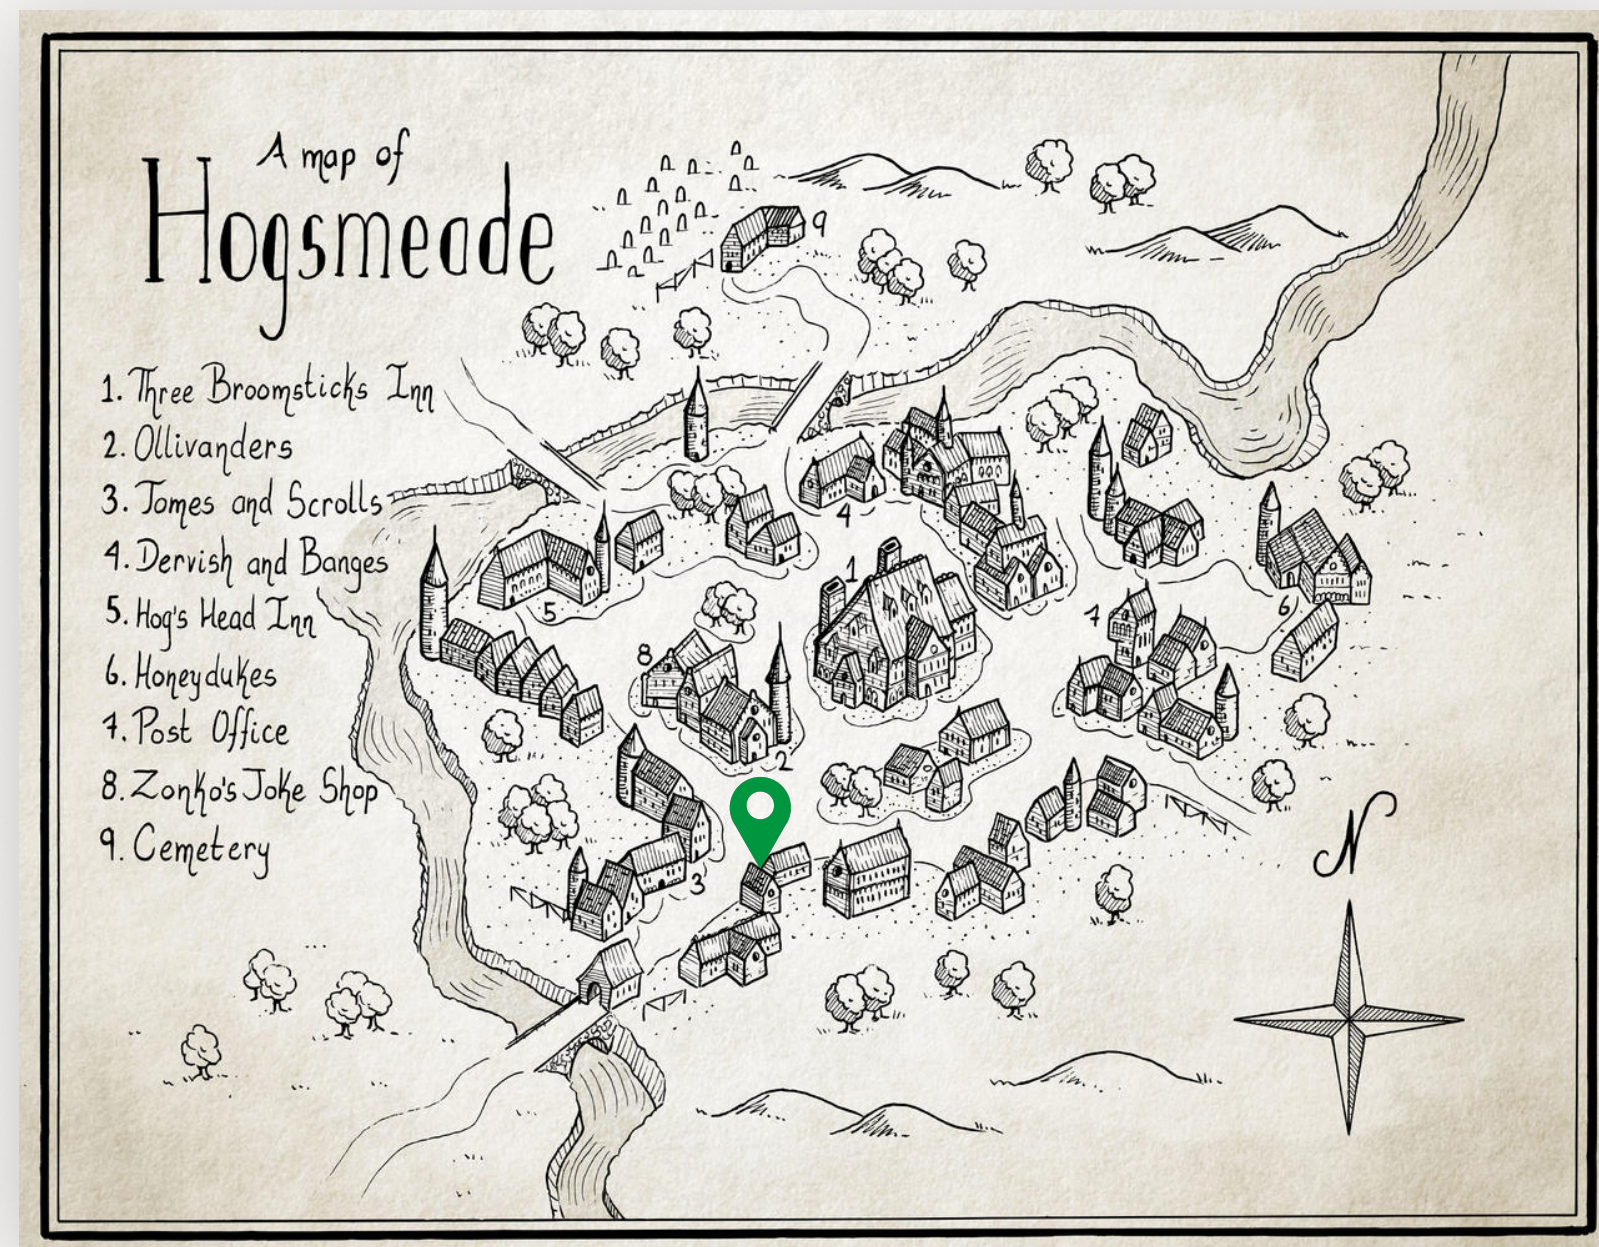 A map of
Hogsmeade
1. Three Broomsticks Inn
2. Ollivanders
3. Tomes and Scrolls
4. Dervish and Banges
5. Hog's Head Inn
6. Honeydukes
7. Post Office
8. Zonko's Joke Shop
9. Cemetery
9
4
1
5
7
6
8
2
3
N